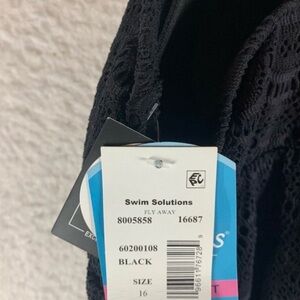 Swim Solutions
FLY AWAY
8005858 16687
60200108
BLACK
SIZE
16
S
T